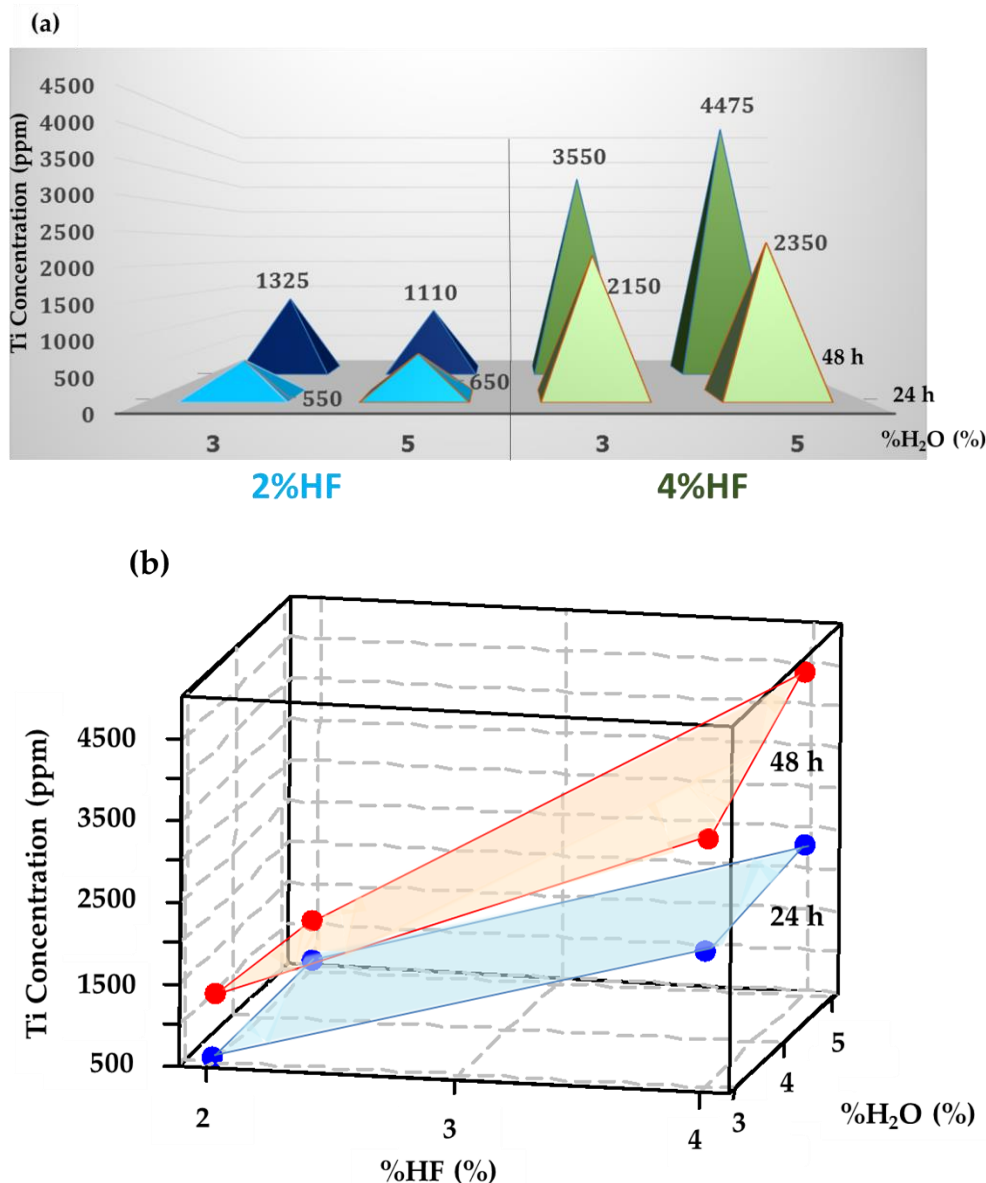 (a)
Ti Concentration (ppm)
4500
4000
3500
3000
2500
2000
1500
1000
500
0
4475
3550
2350
2150
1325
1110
650
550
48 h
24 h
3
5
3
5
%H₂O (%)
2%HF
4%HF
(b)
Ti Concentration (ppm)
4500
3500
2500
1500
500
48 h
24 h
2
3
4
%HF (%)
3
4
5
%H₂O (%)